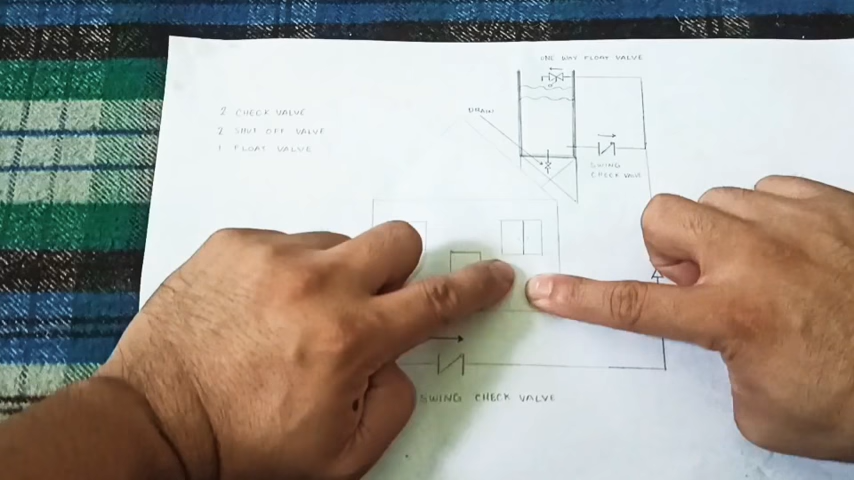 ONE WAY FLOAT VALVE
2 CHECK VALVE
2 SHUT OFF VALVE
1 FLOAT VALVE
DRAIN
SWING
CHECK VALVE
SWING CHECK VALVE